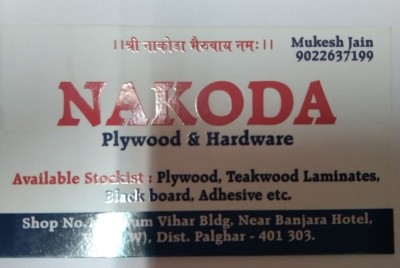 ।।श्री नाकोडा भैरुवाय नमः।।
Mukesh Jain
9022637199
NAKODA
Plywood & Hardware
Available Stockist : Plywood, Teakwood Laminates,
Black board, Adhesive etc.
Shop No. Vihar Bldg, Near Banjara Hotel,
(W), Dist. Palghar - 401 303.